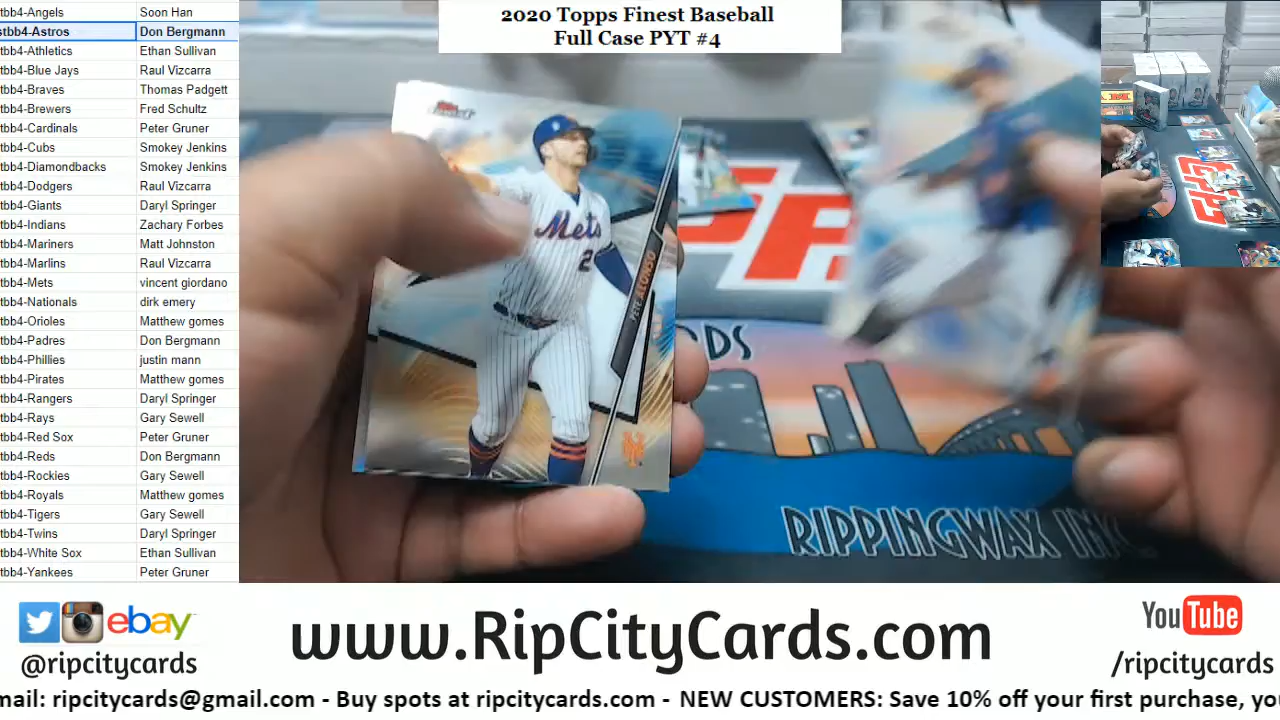 2020 Topps Finest Baseball
Full Case PYT #4
tbb4-Angels Soon Han
stbb4-Astros Don Bergmann
tbb4-Athletics Ethan Sullivan
tbb4-Blue Jays Raul Vizcarra
tbb4-Braves Thomas Padgett
tbb4-Brewers Fred Schultz
tbb4-Cardinals Peter Gruner
tbb4-Cubs Smokey Jenkins
tbb4-Diamondbacks Smokey Jenkins
tbb4-Dodgers Raul Vizcarra
tbb4-Giants Daryl Springer
tbb4-Indians Zachary Forbes
tbb4-Mariners Matt Johnston
tbb4-Marlins Raul Vizcarra
tbb4-Mets vincent giordano
tbb4-Nationals dirk emery
tbb4-Orioles Matthew gomes
tbb4-Padres Don Bergmann
tbb4-Phillies justin mann
tbb4-Pirates Matthew gomes
tbb4-Rangers Daryl Springer
tbb4-Rays Gary Sewell
tbb4-Red Sox Peter Gruner
tbb4-Reds Don Bergmann
tbb4-Rockies Gary Sewell
tbb4-Royals Matthew gomes
tbb4-Tigers Gary Sewell
tbb4-Twins Daryl Springer
tbb4-White Sox Ethan Sullivan
tbb4-Yankees Peter Gruner
Mets
2
PETE ALONSO
RIPPINGWAX INC.
ebay
@ripcitycards
www.RipCityCards.com
YouTube
/ripcitycards
mail: ripcitycards@gmail.com - Buy spots at ripcitycards.com - NEW CUSTOMERS: Save 10% off your first purchase, yo